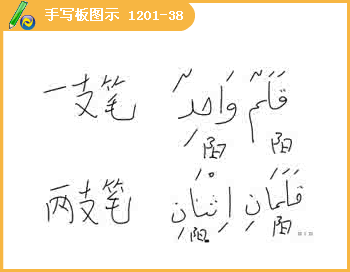 手写板图示 1201-38
一支笔 قَلَمٌ وَاحِدٌ
阳 阳
两支笔 قَلَمَانِ اِثْنَانِ
阳 阳